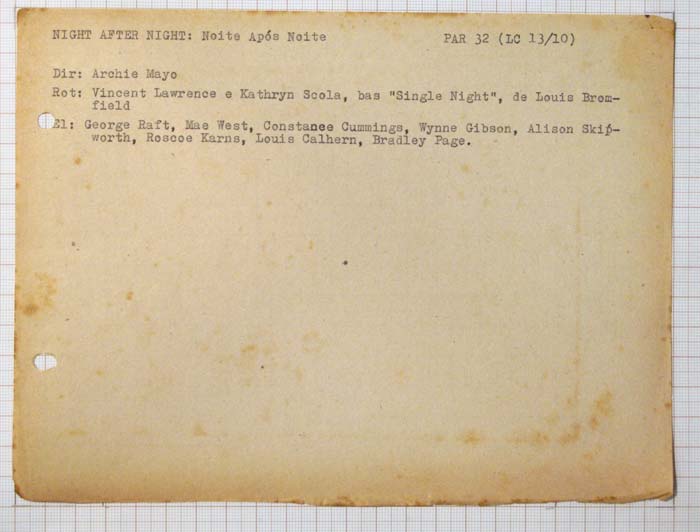 NIGHT AFTER NIGHT: Noite Após Noite PAR 32 (LC 13/10)
Dir: Archie Mayo
Rot: Vincent Lawrence e Kathryn Scola, bas "Single Night", de Louis Brom-
field
El: George Raft, Mae West, Constance Cummings, Wynne Gibson, Alison Skip-
worth, Roscoe Karns, Louis Calhern, Bradley Page.